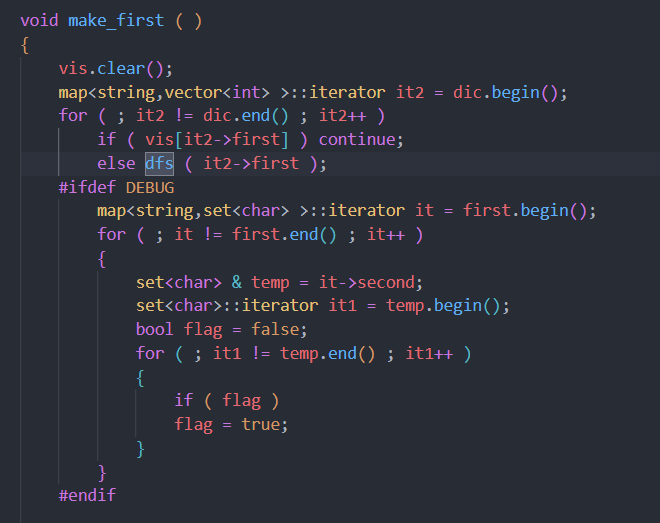 void make_first ( )
{
    vis.clear();
    map<string,vector<int> >::iterator it2 = dic.begin();
    for ( ; it2 != dic.end() ; it2++ )
        if ( vis[it2->first] ) continue;
        else dfs ( it2->first );
    #ifdef DEBUG
        map<string,set<char> >::iterator it = first.begin();
        for ( ; it != first.end() ; it++ )
        {
            set<char> & temp = it->second;
            set<char>::iterator it1 = temp.begin();
            bool flag = false;
            for ( ; it1 != temp.end() ; it1++ )
            {
                if ( flag )
                flag = true;
            }
        }
    #endif